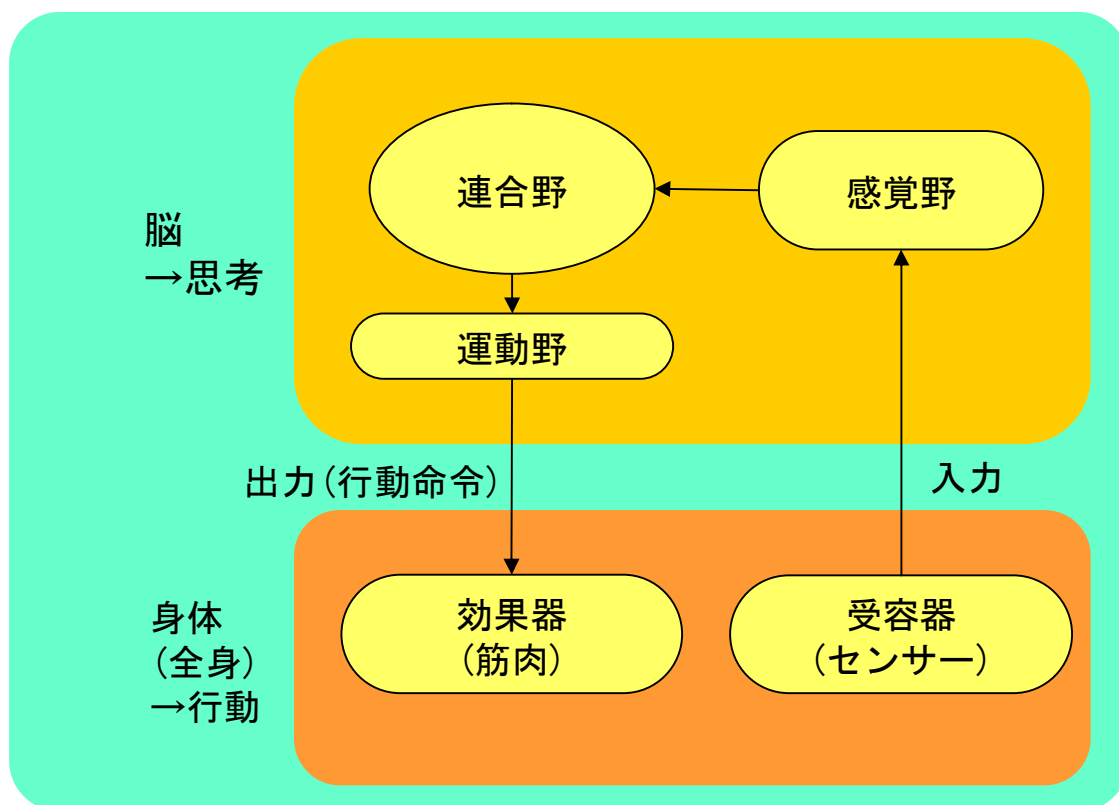 脳
→思考
連合野
感覚野
運動野
出力(行動命令)
入力
身体
(全身)
→行動
効果器
(筋肉)
受容器
(センサー)